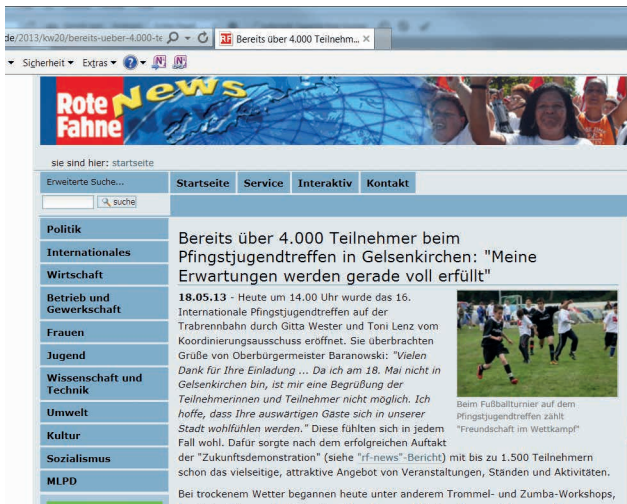 de/2013/kw20/bereits-ueber-4.000-te
RF Bereits über 4.000 Teilnehm...
Sicherheit Extras
Rote Fahne News
sie sind hier: startseite
Erweiterte Suche...
suche
Startseite Service Interaktiv Kontakt
Politik
Internationales
Wirtschaft
Betrieb und
Gewerkschaft
Frauen
Jugend
Wissenschaft und
Technik
Umwelt
Kultur
Sozialismus
MLPD
Bereits über 4.000 Teilnehmer beim
Pfingstjugendtreffen in Gelsenkirchen: "Meine
Erwartungen werden gerade voll erfüllt"
18.05.13 - Heute um 14.00 Uhr wurde das 16.
Internationale Pfingstjugendtreffen auf der
Trabrennbahn durch Gitta Wester und Toni Lenz vom
Koordinierungsausschuss eröffnet. Sie überbrachten
Grüße von Oberbürgermeister Baranowski: "Vielen
Dank für Ihre Einladung ... Da ich am 18. Mai nicht in
Gelsenkirchen bin, ist mir eine Begrüßung der
Teilnehmerinnen und Teilnehmer nicht möglich. Ich
hoffe, dass Ihre auswärtigen Gäste sich in unserer
Stadt wohlfühlen werden." Diese fühlten sich in jedem
Fall wohl. Dafür sorgte nach dem erfolgreichen Auftakt
der "Zukunftsdemonstration" (siehe "rf-news"-Bericht) mit bis zu 1.500 Teilnehmern
schon das vielseitige, attraktive Angebot von Veranstaltungen, Ständen und Aktivitäten.
Beim Fußballturnier auf dem
Pfingstjugendtreffen zählt
"Freundschaft im Wettkampf"
Bei trockenem Wetter begannen heute unter anderem Trommel- und Zumba-Workshops,